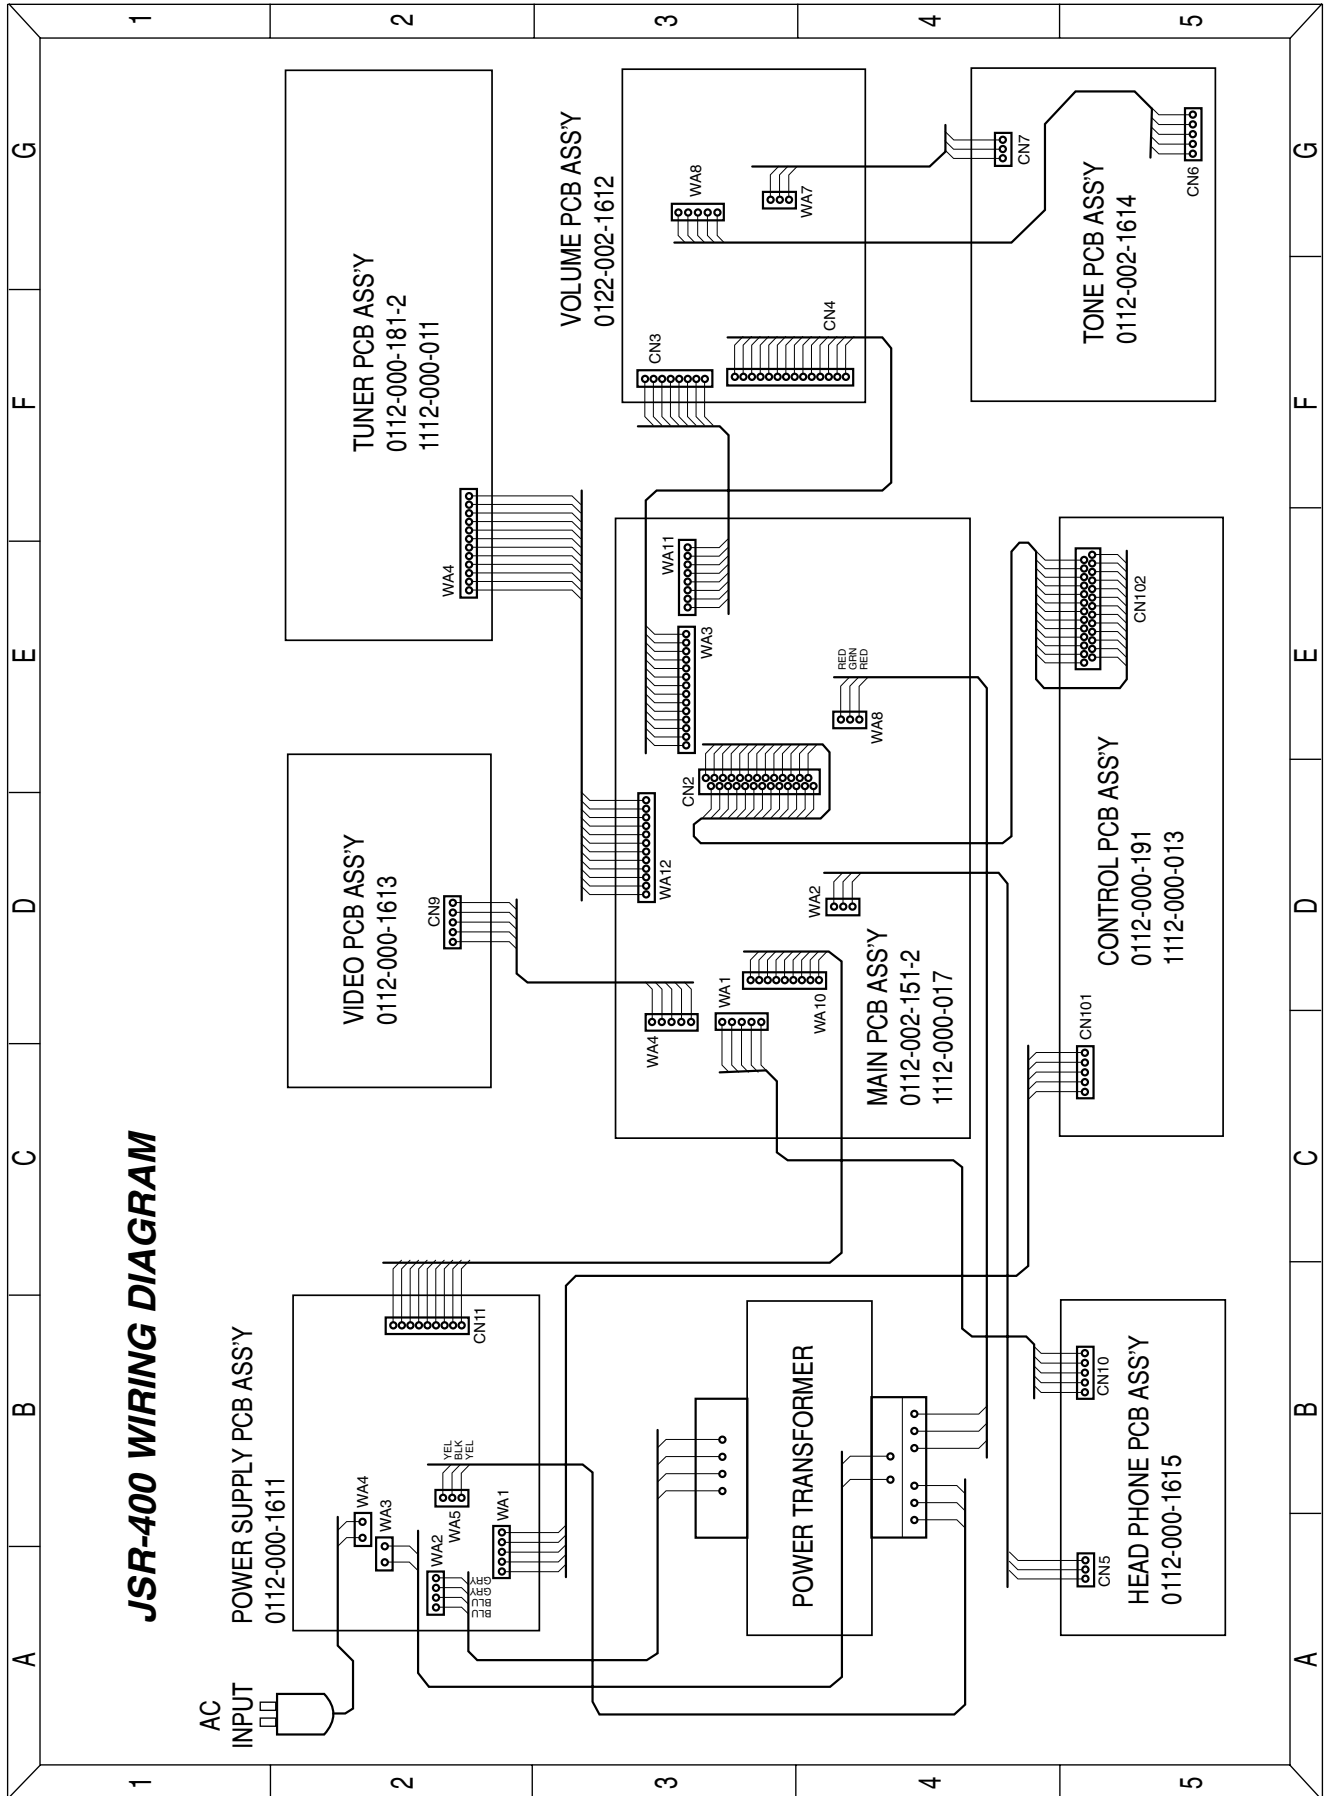 JSR-400 WIRING DIAGRAM
A
B
C
D
E
F
G
1
2
3
4
5
AC
INPUT
POWER SUPPLY PCB ASS'Y
0112-000-1611
WA4
WA3
WA2
BLU
BLU
GRY
GRY
WA5
YEL
BLK
YEL
WA1
CN11
VIDEO PCB ASS'Y
0112-000-1613
CN9
TUNER PCB ASS'Y
0112-000-181-2
1112-000-011
WA4
POWER TRANSFORMER
WA4
WA1
WA10
WA12
CN2
WA3
WA11
WA2
WA8
RED
GRN
RED
MAIN PCB ASS'Y
0112-002-151-2
1112-000-017
VOLUME PCB ASS'Y
0122-002-1612
CN3
CN4
WA8
WA7
HEAD PHONE PCB ASS'Y
0112-000-1615
CN5
CN10
CONTROL PCB ASS'Y
0112-000-191
1112-000-013
CN101
CN102
TONE PCB ASS'Y
0112-002-1614
CN7
CN6
1
2
3
4
5
A
B
C
D
E
F
G